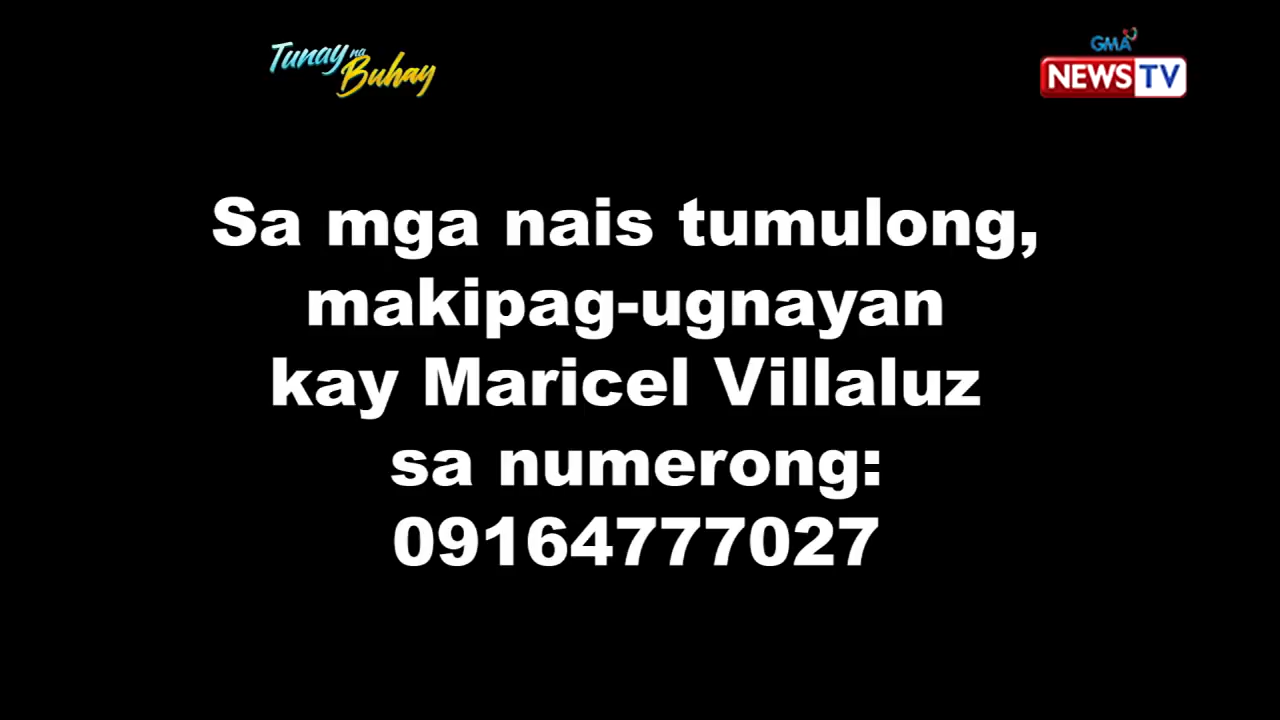 Tunay na Buhay
GMA
NEWS TV
Sa mga nais tumulong,
makipag-ugnayan
kay Maricel Villaluz
sa numerong:
09164777027